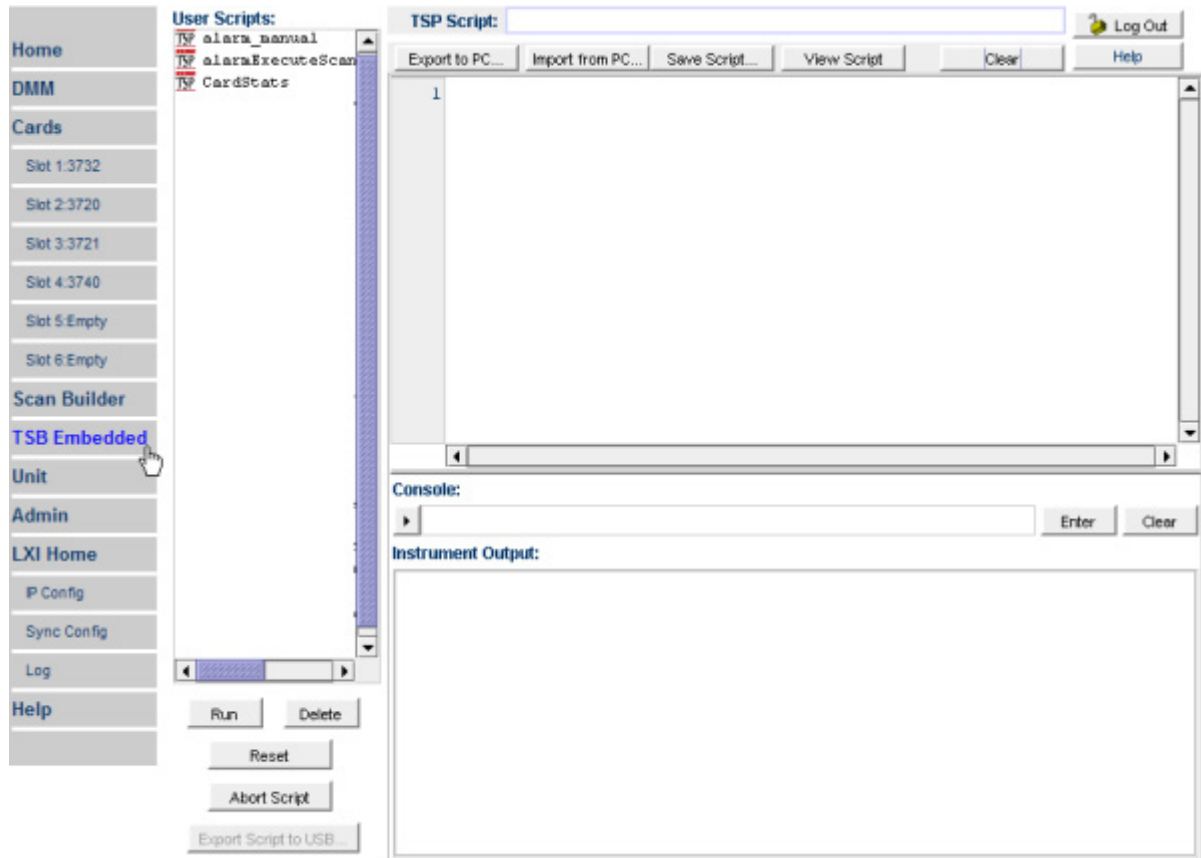 Home
DMM
Cards
Slot 1:3732
Slot 2:3720
Slot 3:3721
Slot 4:3740
Slot 5:Empty
Slot 6:Empty
Scan Builder
TSB Embedded
Unit
Admin
LXI Home
IP Config
Sync Config
Log
Help
User Scripts:
TSP alarm_manual
TSP alarmExecuteScan
TSP CardStats
Run Delete
Reset
Abort Script
Export Script to USB...
TSP Script:
Log Out
Export to PC... Import from PC... Save Script... View Script Clear Help
1
Console:
Enter Clear
Instrument Output: